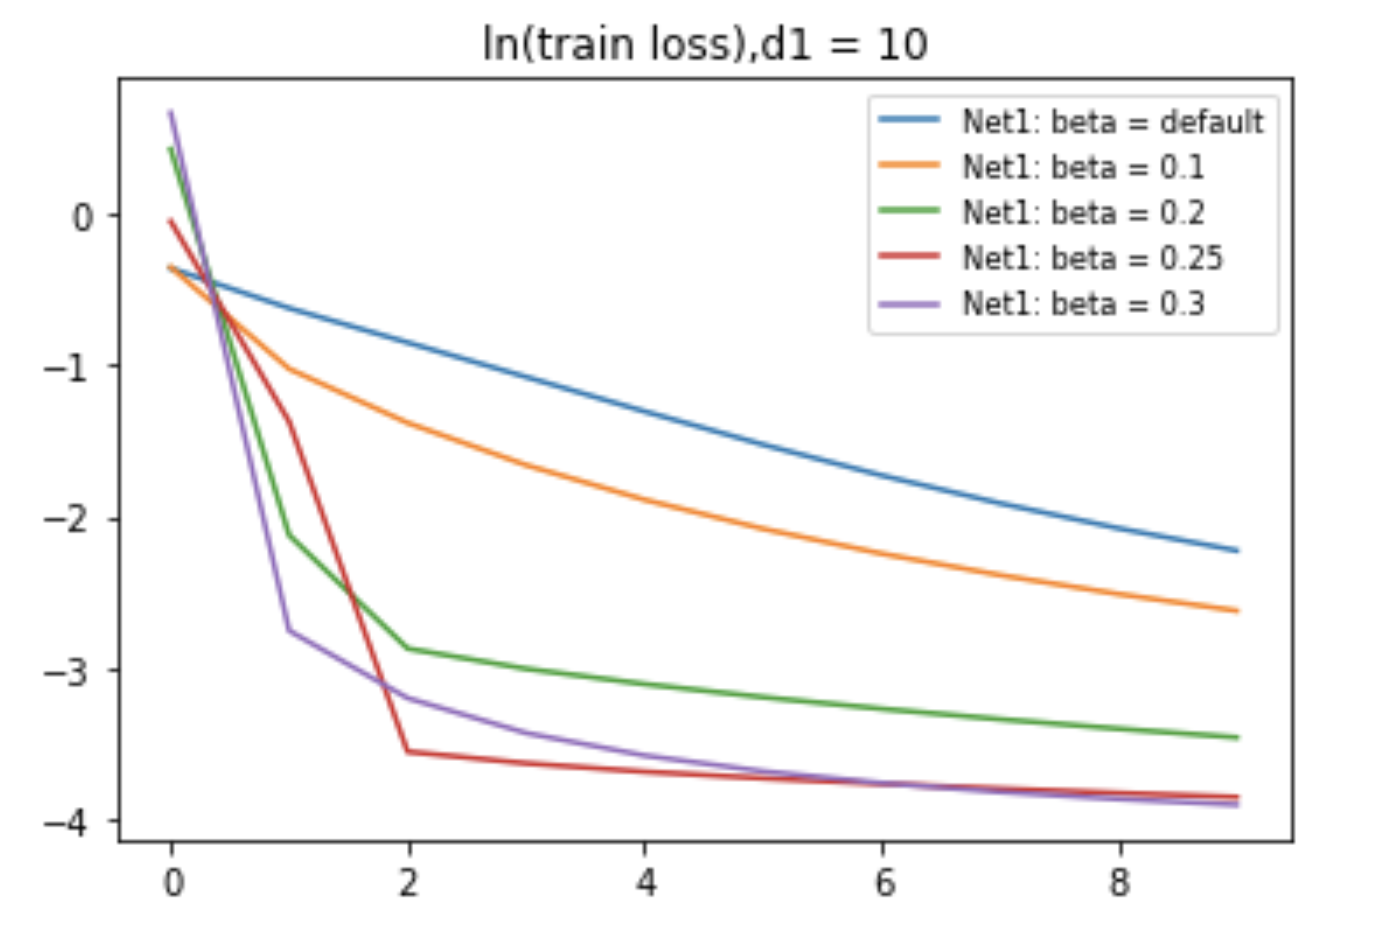 ln(train loss),d1 = 10
Net1: beta = default
Net1: beta = 0.1
Net1: beta = 0.2
Net1: beta = 0.25
Net1: beta = 0.3
0
−1
−2
−3
−4
0 2 4 6 8